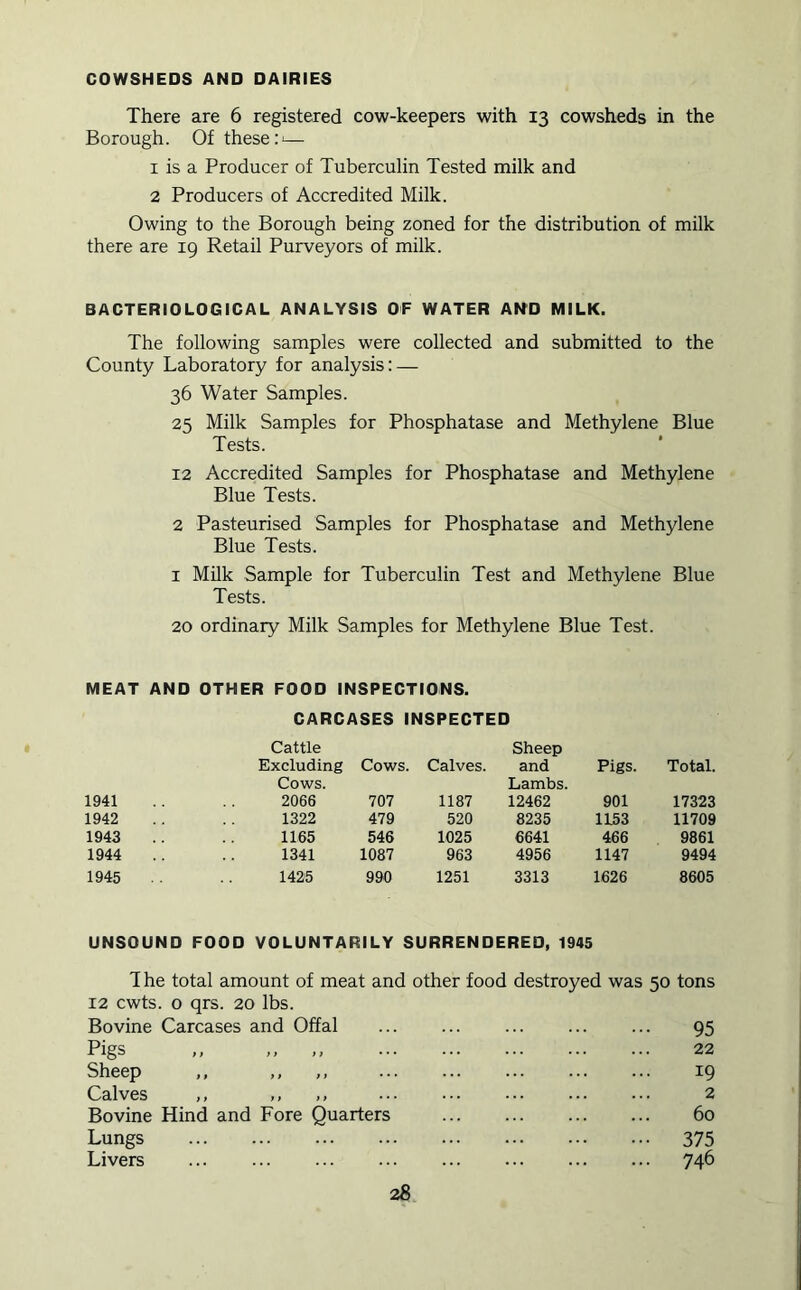 COWSHEDS AND DAIRIES
There are 6 registered cow-keepers with 13 cowsheds in the
Borough. Of these:—
1 is a Producer of Tuberculin Tested milk and
2 Producers of Accredited Milk.
Owing to the Borough being zoned for the distribution of milk
there are 19 Retail Purveyors of milk.
BACTERIOLOGICAL ANALYSIS OF WATER AND MILK.
The following samples were collected and submitted to the
County Laboratory for analysis:—
36 Water Samples.
25 Milk Samples for Phosphatase and Methylene Blue
Tests.
12 Accredited Samples for Phosphatase and Methylene
Blue Tests.
2 Pasteurised Samples for Phosphatase and Methylene
Blue Tests.
1 Milk Sample for Tuberculin Test and Methylene Blue
Tests.
20 ordinary Milk Samples for Methylene Blue Test.
MEAT AND OTHER FOOD INSPECTIONS.
CARCASES INSPECTED
Cattle Sheep
Excluding Cows. Calves. and Pigs. Total.
Cows. Lambs.
1941 .. .. 2066 707 1187 12462 901 17323
1942 .. .. 1322 479 520 8235 1153 11709
1943 .. .. 1165 546 1025 6641 466 9861
1944 .. .. 1341 1087 963 4956 1147 9494
1945 .. .. 1425 990 1251 3313 1626 8605
UNSOUND FOOD VOLUNTARILY SURRENDERED, 1945
The total amount of meat and other food destroyed was 50 tons
12 cwts. 0 qrs. 20 lbs.
Bovine Carcases and Offal ... ... ... ... ... 95
Pigs ,, ,, ,, ... ... ... ... ... 22
Sheep ,, ,, ,, ... ... ... ... ... 19
Calves ,, ,, ,, ... ... ... ... ... 2
Bovine Hind and Fore Quarters ... ... ... ... 60
Lungs ... ... ... ... ... ... ... ... 375
Livers ... ... ... ... ... ... ... ... 746
28